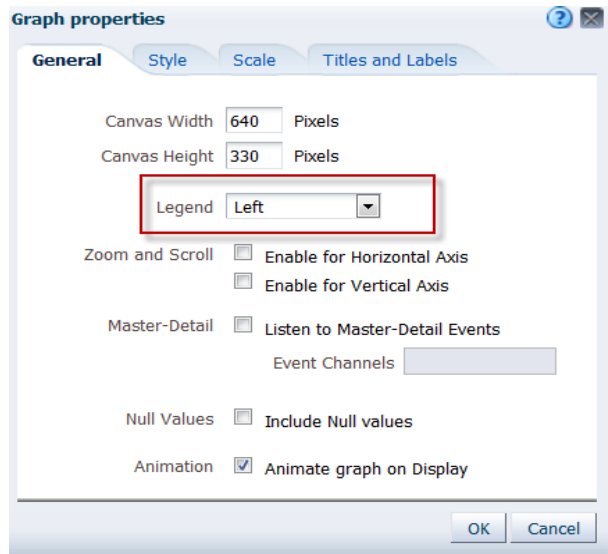 Graph properties
General Style Scale Titles and Labels
Canvas Width 640 Pixels
Canvas Height 330 Pixels
Legend Left
Zoom and Scroll Enable for Horizontal Axis
Enable for Vertical Axis
Master-Detail Listen to Master-Detail Events
Event Channels
Null Values Include Null values
Animation Animate graph on Display
OK Cancel